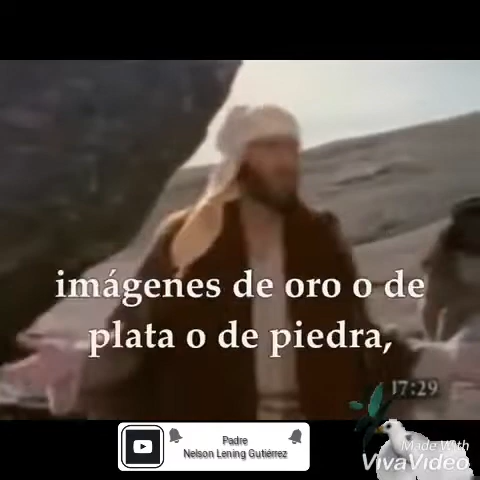 imágenes de oro o de
plata o de piedra,
17:29
Padre
Nelson Lening Gutiérrez
Made With
VivaVideo